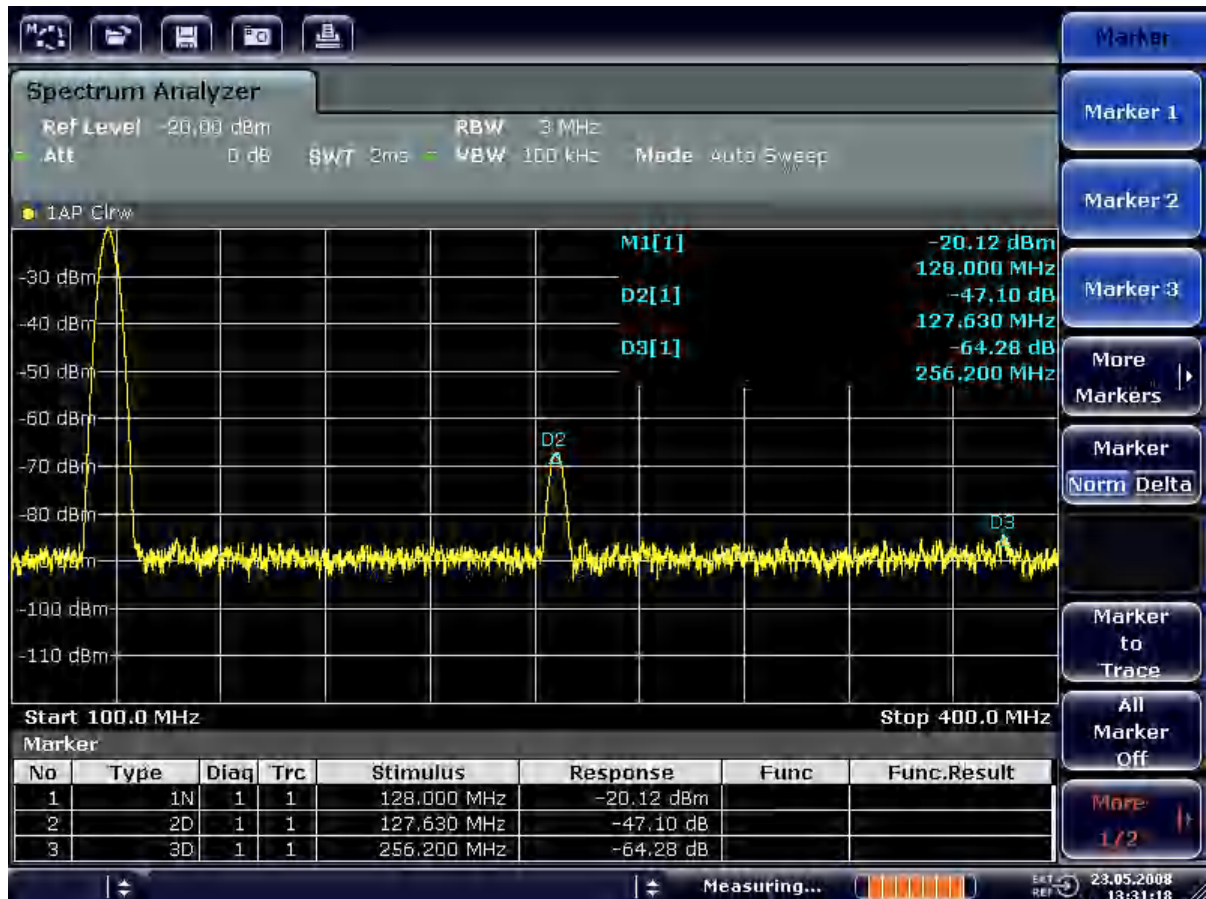 Marker
Spectrum Analyzer
Ref Level -20.00 dBm RBW 3 MHz
Att 0 dB SWT 2ms VBW 100 kHz Mode Auto Sweep
1AP Clrw
M1[1] -20.12 dBm
128.000 MHz
D2[1] -47.10 dB
127.630 MHz
D3[1] -64.28 dB
256.200 MHz
-30 dBm
-40 dBm
-50 dBm
-60 dBm
-70 dBm
-80 dBm
-100 dBm
-110 dBm
D2
D3
Start 100.0 MHz Stop 400.0 MHz
Marker
No Type Diag Trc Stimulus Response Func Func.Result
1 1N 1 1 128.000 MHz -20.12 dBm
2 2D 1 1 127.630 MHz -47.10 dB
3 3D 1 1 256.200 MHz -64.28 dB
Measuring...
EXT
REF
23.05.2008
13:31:18
Marker 1
Marker 2
Marker 3
More
Markers
Marker
Norm Delta
Marker
to
Trace
All
Marker
Off
More
1/2